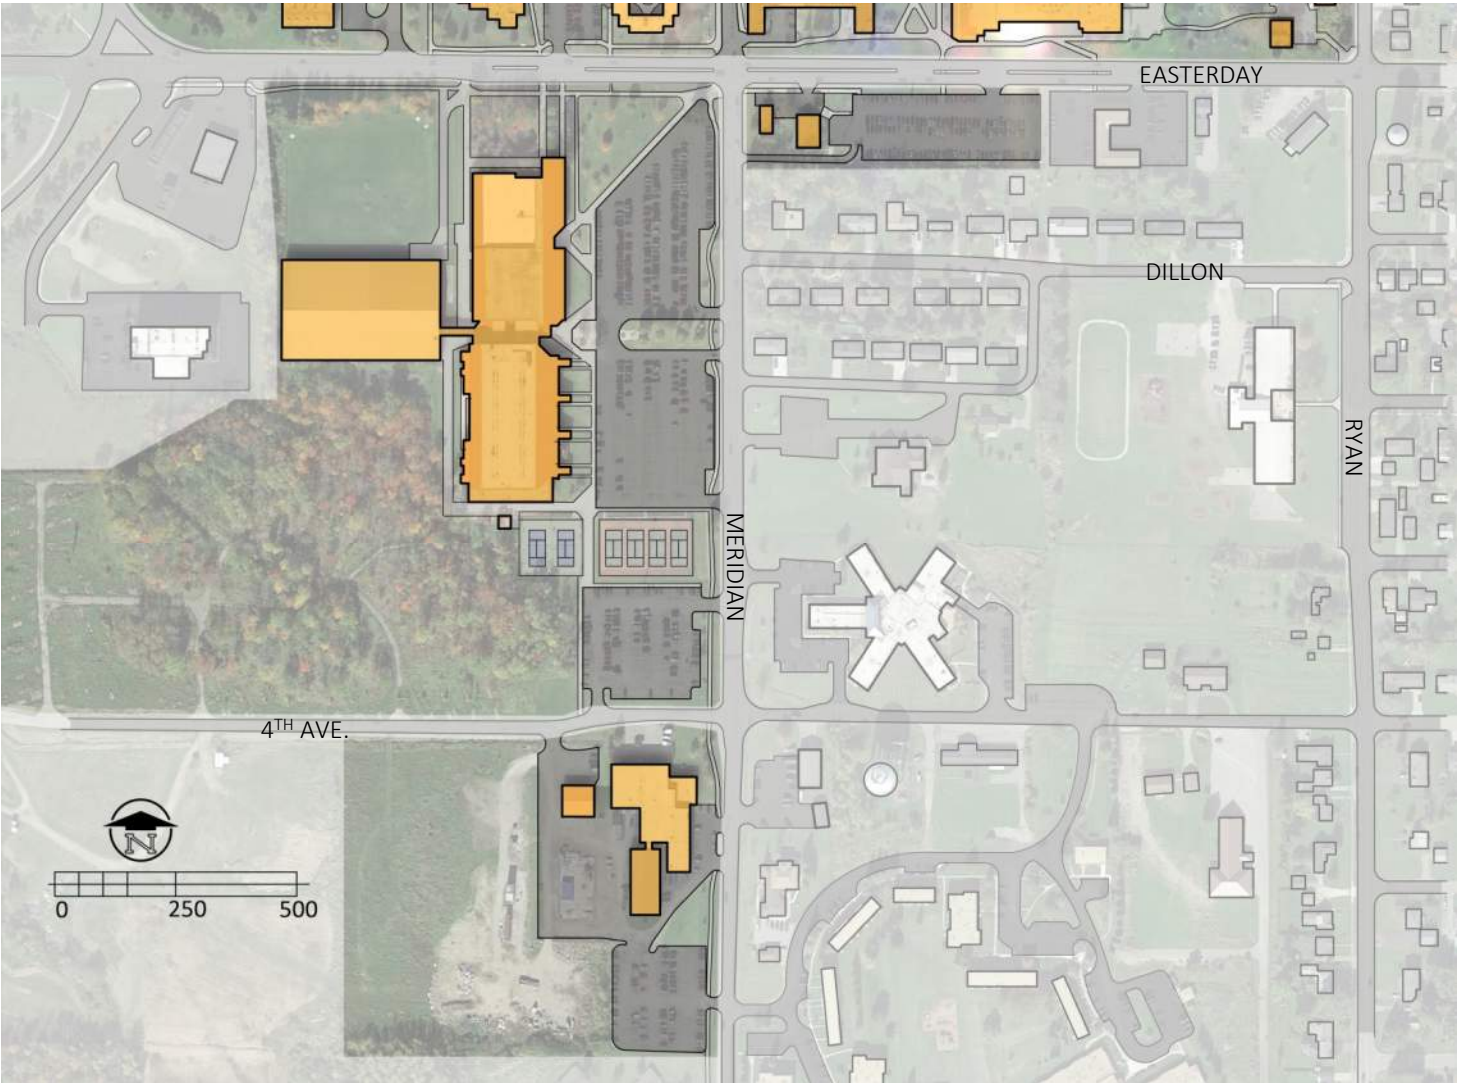 EASTERDAY
DILLON
RYAN
MERIDIAN
4TH AVE.
N
0 250 500